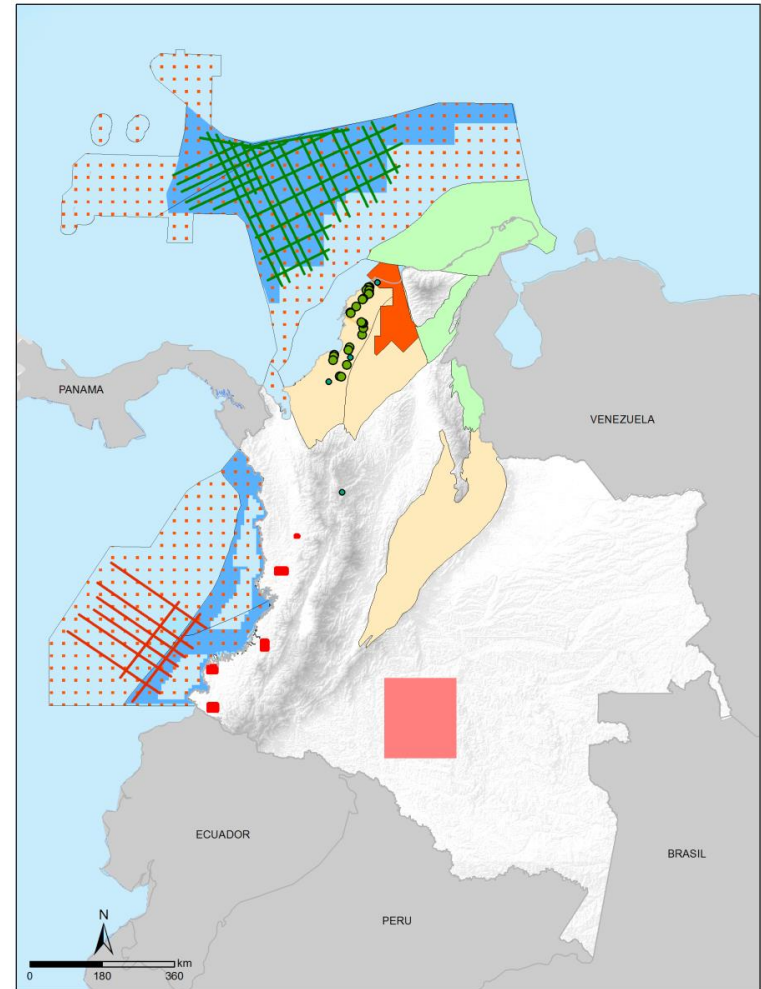 PANAMA
VENEZUELA
ECUADOR
BRASIL
PERU
N
km
0 180 360